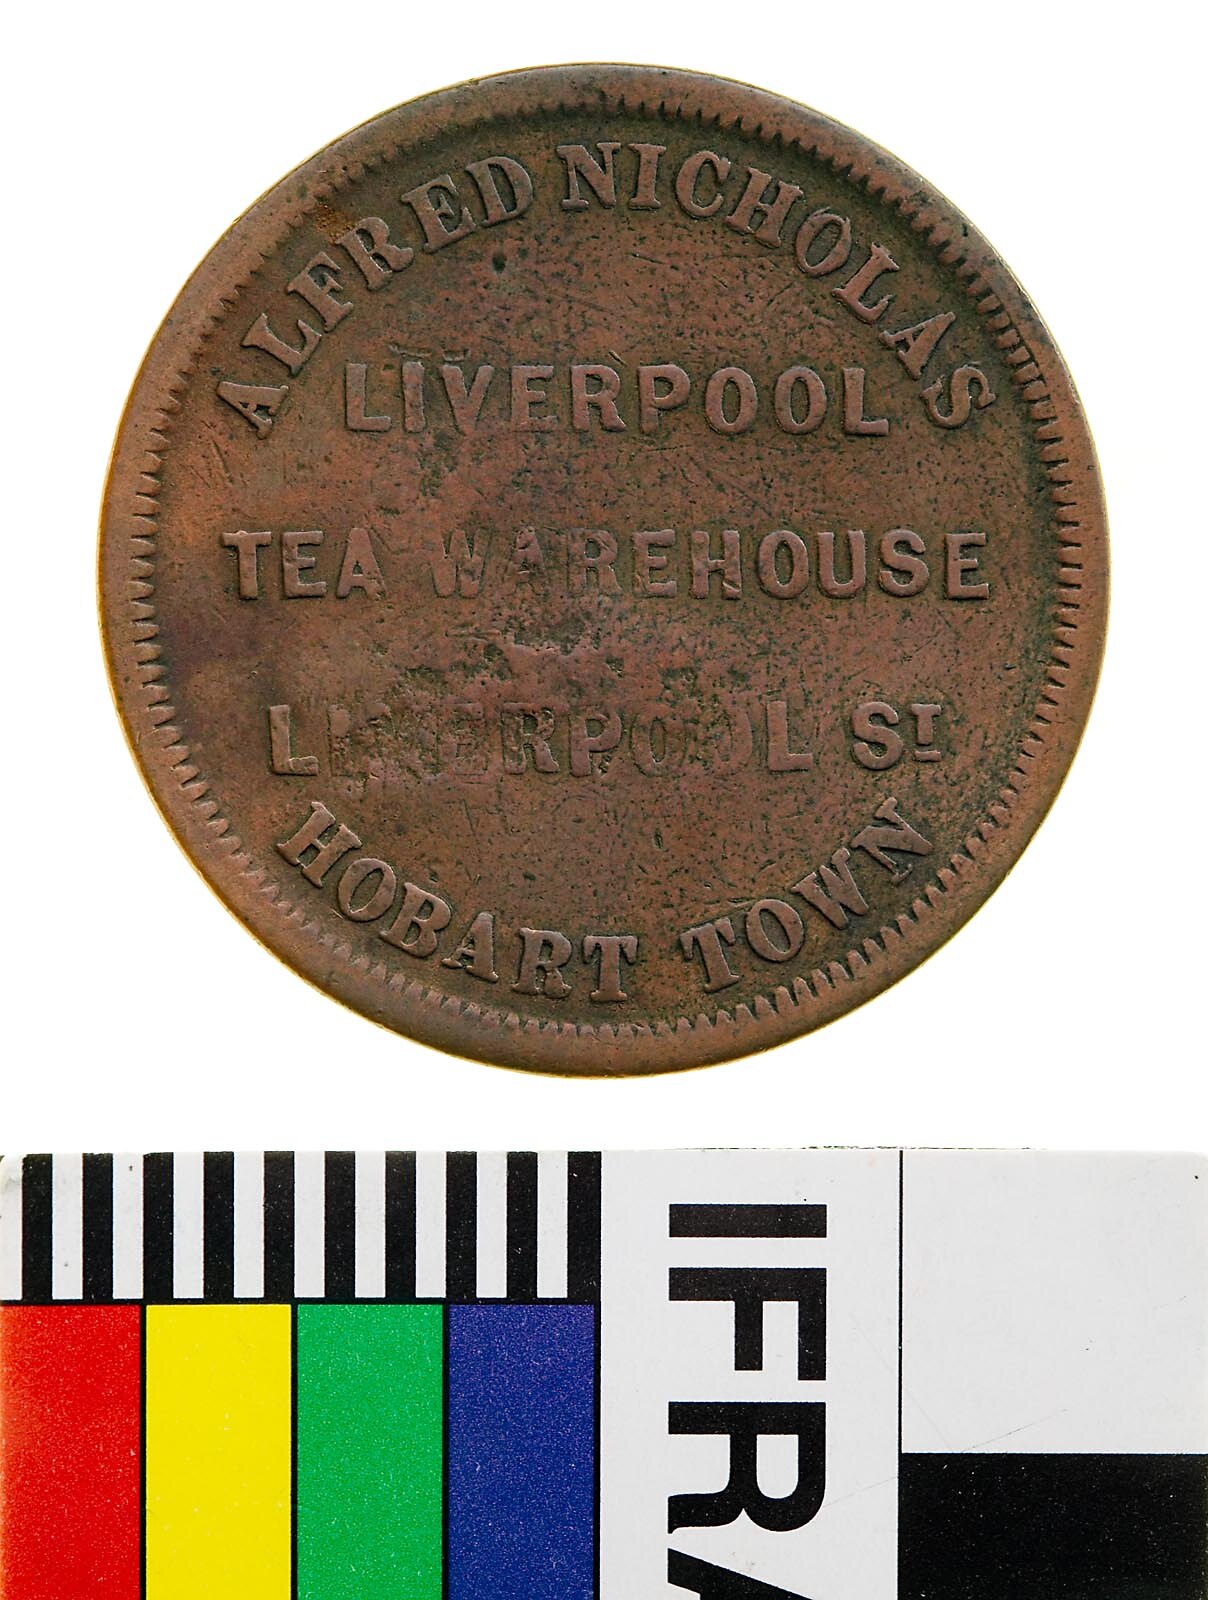 ALFRED NICHOLAS
LIVERPOOL
TEA WAREHOUSE
LIVERPOOL ST
HOBART TOWN
IFRA